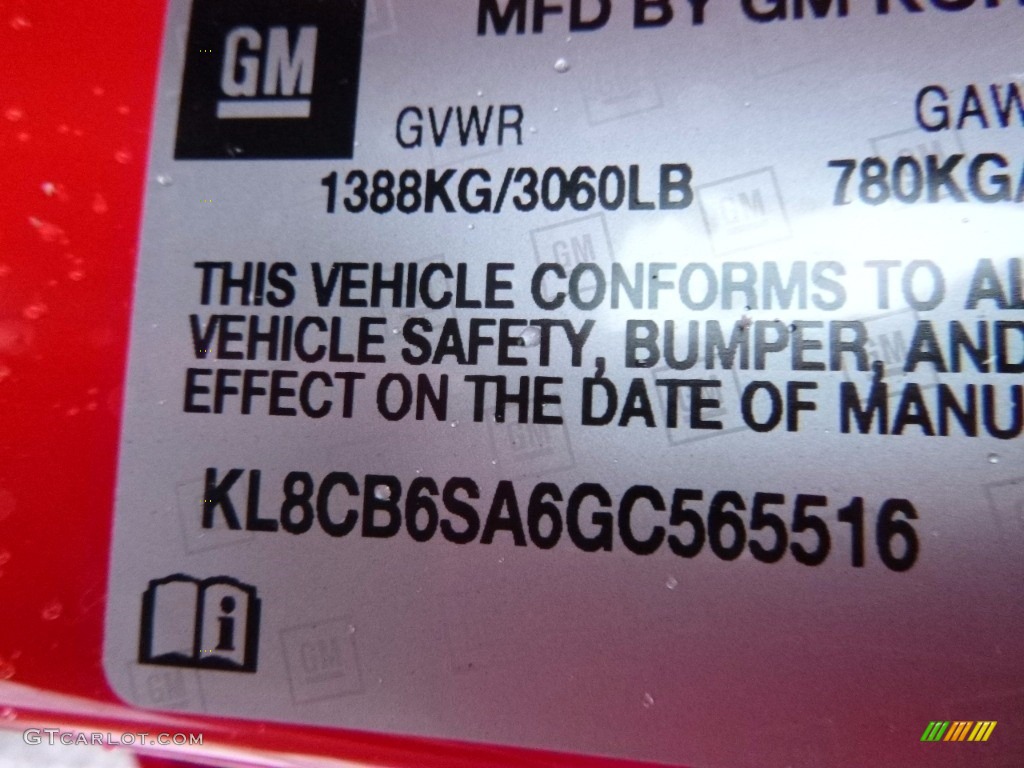 GM
MFD BY GM
GVWR
1388KG/3060LB 780KG/
THIS VEHICLE CONFORMS TO
VEHICLE SAFETY, BUMPER, AND
EFFECT ON THE DATE OF MANU
KL8CB6SA6GC565516
i
GTCARLOT.COM